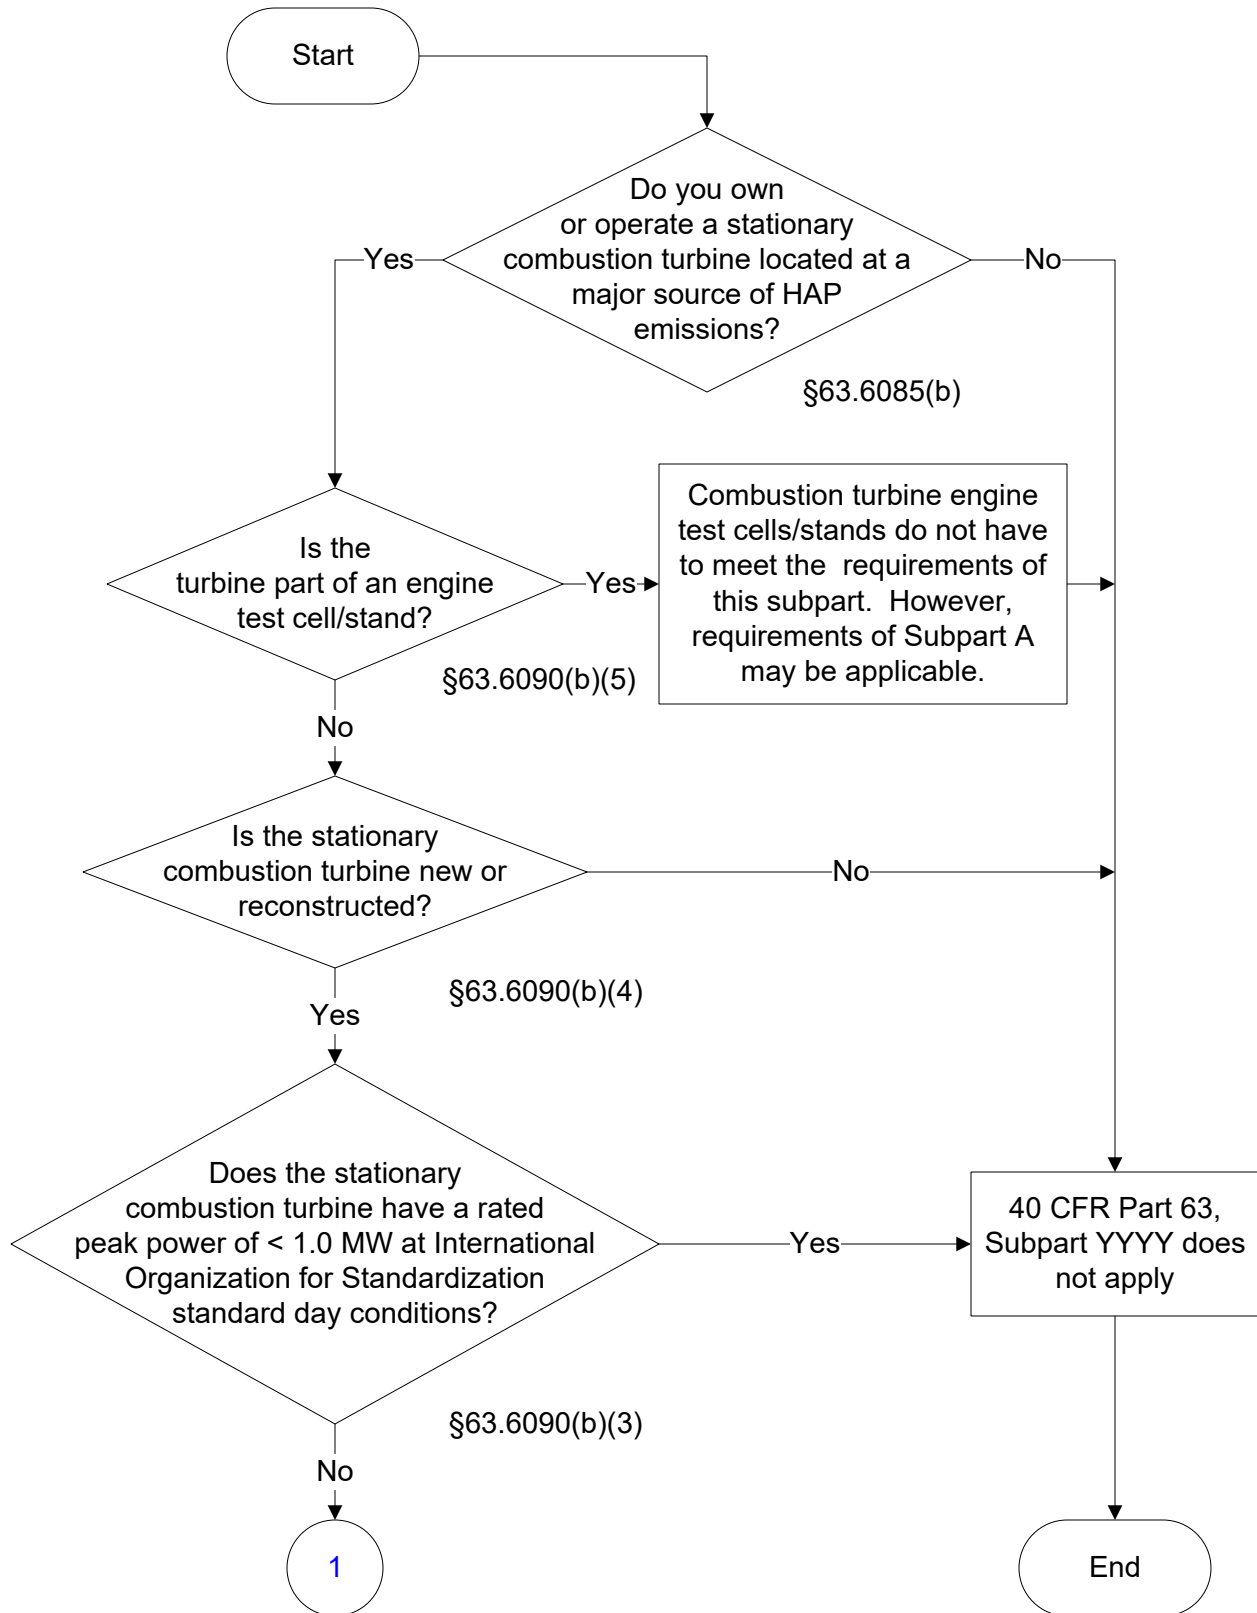 Start
Do you own
or operate a stationary
combustion turbine located at a
major source of HAP
emissions?
Yes
No
§63.6085(b)
Is the
turbine part of an engine
test cell/stand?
Yes
Combustion turbine engine
test cells/stands do not have
to meet the  requirements of
this subpart.  However,
requirements of Subpart A
may be applicable.
§63.6090(b)(5)
No
Is the stationary
combustion turbine new or
reconstructed?
No
§63.6090(b)(4)
Yes
Does the stationary
combustion turbine have a rated
peak power of < 1.0 MW at International
Organization for Standardization
standard day conditions?
Yes
40 CFR Part 63,
Subpart YYYY does
not apply
§63.6090(b)(3)
No
1
End